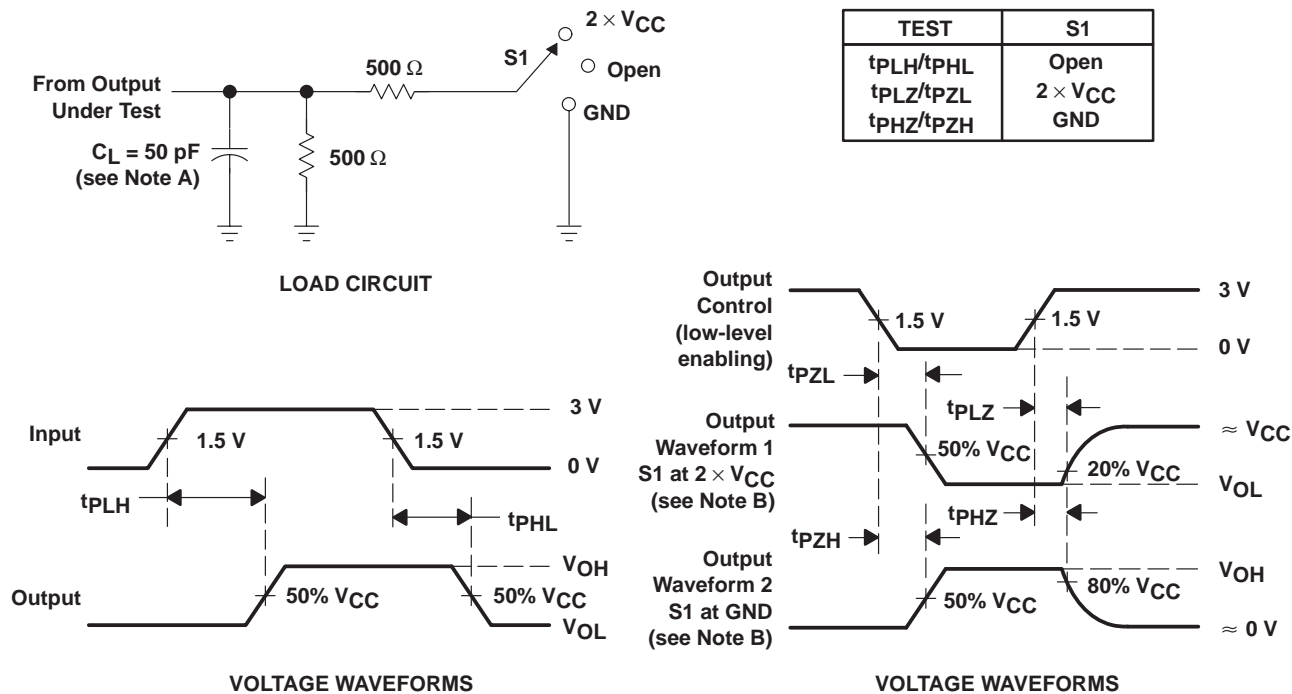 From Output
Under Test
CL = 50 pF
(see Note A)
500 Ω
500 Ω
S1
2 × VCC
Open
GND
LOAD CIRCUIT
TEST S1
tPLH/tPHL Open
tPLZ/tPZL 2 × VCC
tPHZ/tPZH GND
Input
1.5 V
1.5 V
3 V
0 V
tPLH
tPHL
Output
50% VCC
50% VCC
VOH
VOL
VOLTAGE WAVEFORMS
Output
Control
(low-level
enabling)
1.5 V
1.5 V
3 V
0 V
tPZL
tPLZ
Output
Waveform 1
S1 at 2 × VCC
(see Note B)
50% VCC
20% VCC
≈ VCC
VOL
tPZH
tPHZ
Output
Waveform 2
S1 at GND
(see Note B)
50% VCC
80% VCC
VOH
≈ 0 V
VOLTAGE WAVEFORMS